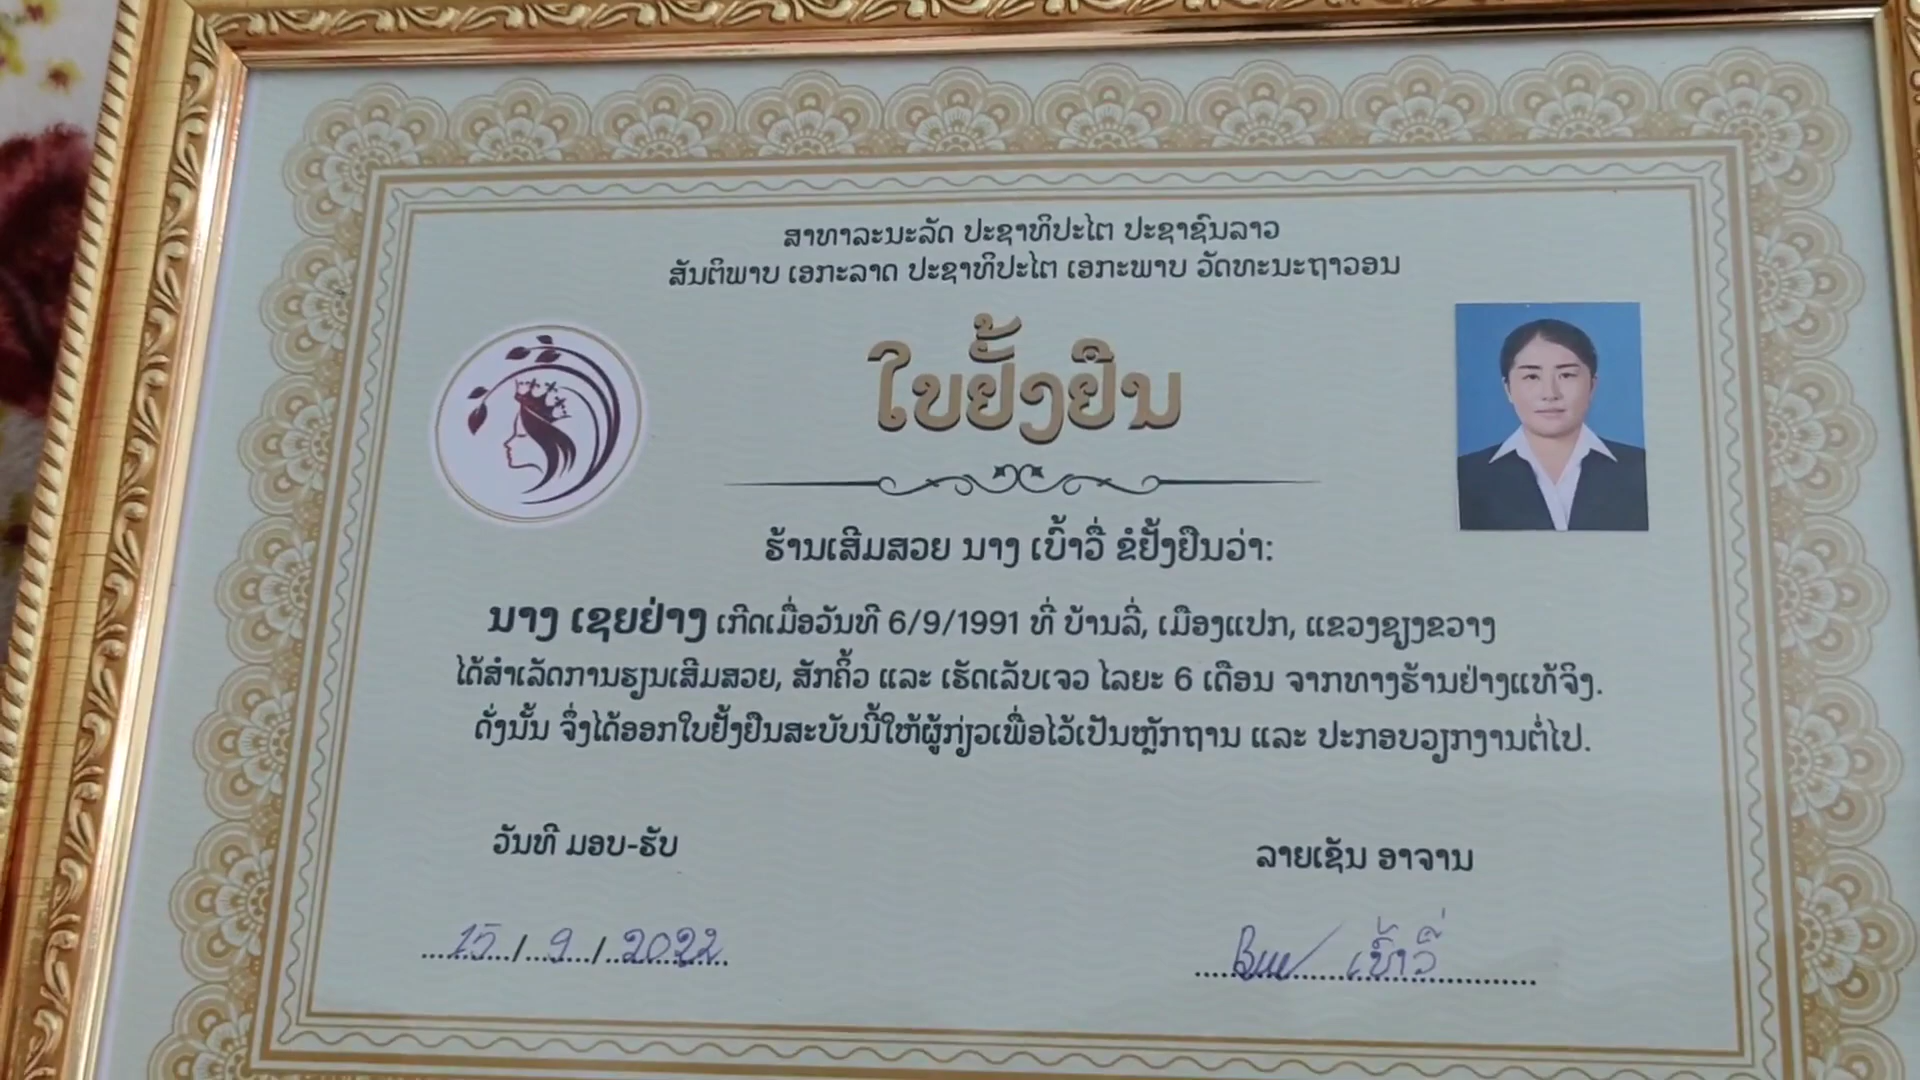 ສາທາລະນະລັດ ປະຊາທິປະໄຕ ປະຊາຊົນລາວ
ສັນຕິພາບ ເອກະລາດ ປະຊາທິປະໄຕ ເອກະພາບ ວັດທະນະຖາວອນ
ໃບຢັ້ງຢືນ
ຮ້ານເສີມສວຍ ນາງ ເບົ້າວີ່ ຂໍຢັ້ງຢືນວ່າ:
ນາງ ເຊຍຢ່າງ ເກີດເມື່ອວັນທີ 6/9/1991 ທີ່ ບ້ານລີ່, ເມືອງແປກ, ແຂວງຊຽງຂວາງ
ໄດ້ສຳເລັດການຮຽນເສີມສວຍ, ສັກຄິ້ວ ແລະ ເຮັດເລັບເຈວ ໄລຍະ 6 ເດືອນ ຈາກທາງຮ້ານຢ່າງແທ້ຈິງ.
ດັ່ງນັ້ນ ຈຶ່ງໄດ້ອອກໃບຢັ້ງຢືນສະບັບນີ້ໃຫ້ຜູ້ກ່ຽວເພື່ອໄວ້ເປັນຫຼັກຖານ ແລະ ປະກອບວຽກງານຕໍ່ໄປ.
ວັນທີ ມອບ-ຮັບ
ລາຍເຊັນ ອາຈານ
15/9/2022
ເບົ້າວີ່